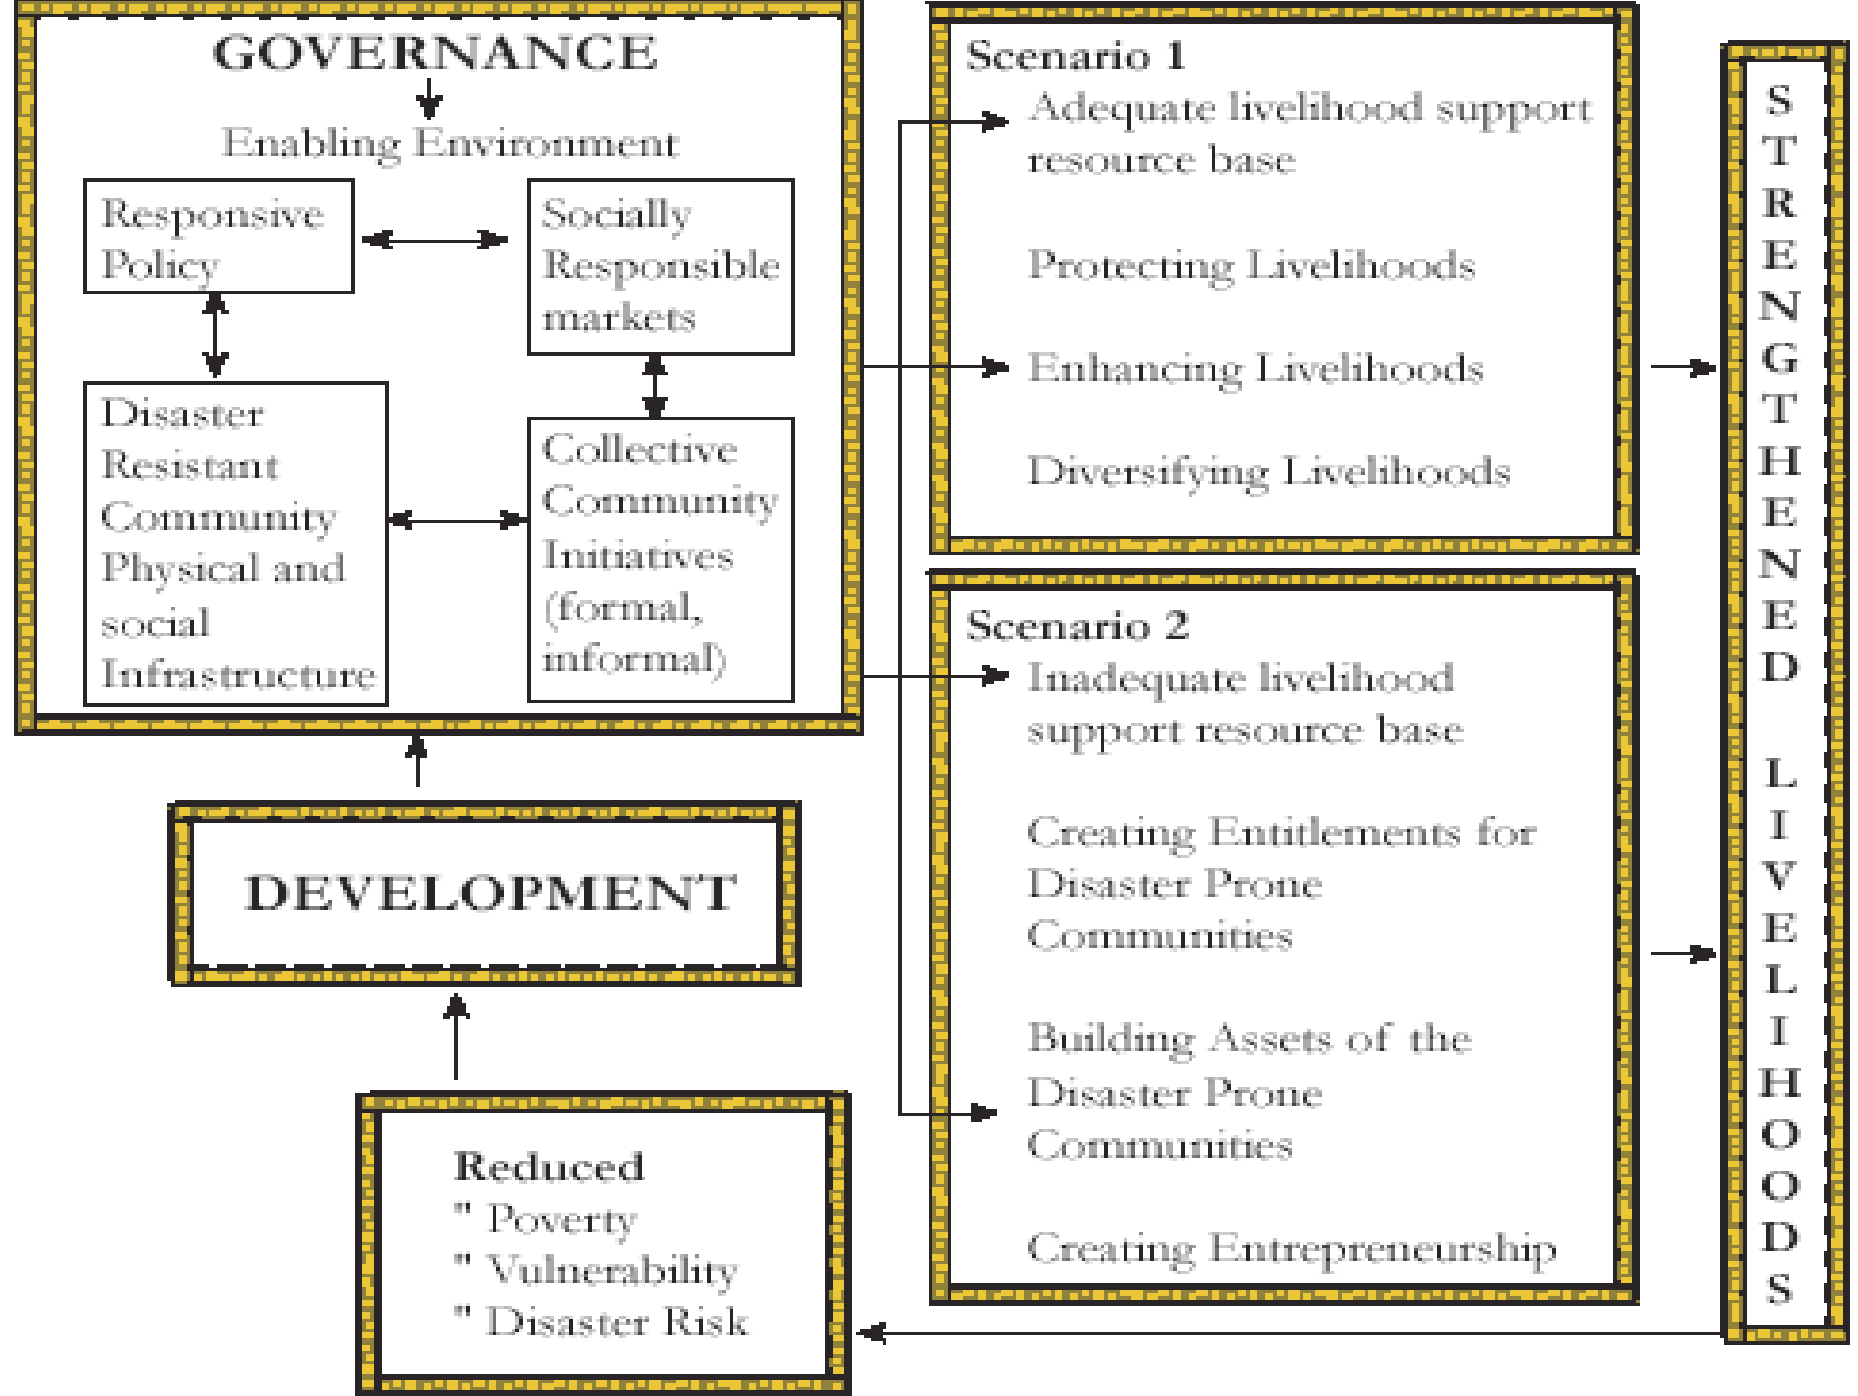 GOVERNANCE
Enabling Environment
Responsive
Policy
Socially
Responsible
markets
Disaster
Resistant
Community
Physical and
social
Infrastructure
Collective
Community
Initiatives
(formal,
informal)
DEVELOPMENT
Reduced
" Poverty
" Vulnerability
" Disaster Risk
Scenario 1
Adequate livelihood support
resource base
Protecting Livelihoods
Enhancing Livelihoods
Diversifying Livelihoods
Scenario 2
Inadequate livelihood
support resource base
Creating Entitlements for
Disaster Prone
Communities
Building Assets of the
Disaster Prone
Communities
Creating Entrepreneurship
STRENGTHENED LIVELIHOODS